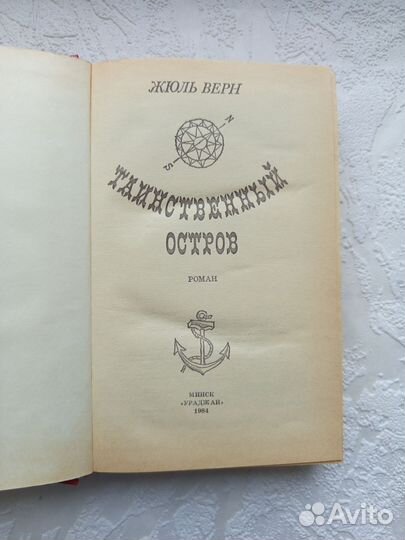 ЖЮЛЬ ВЕРН
N
S
ТАИНСТВЕННЫЙ
ОСТРОВ
РОМАН
МИНСК
«УРАДЖАЙ»
1984
Avito